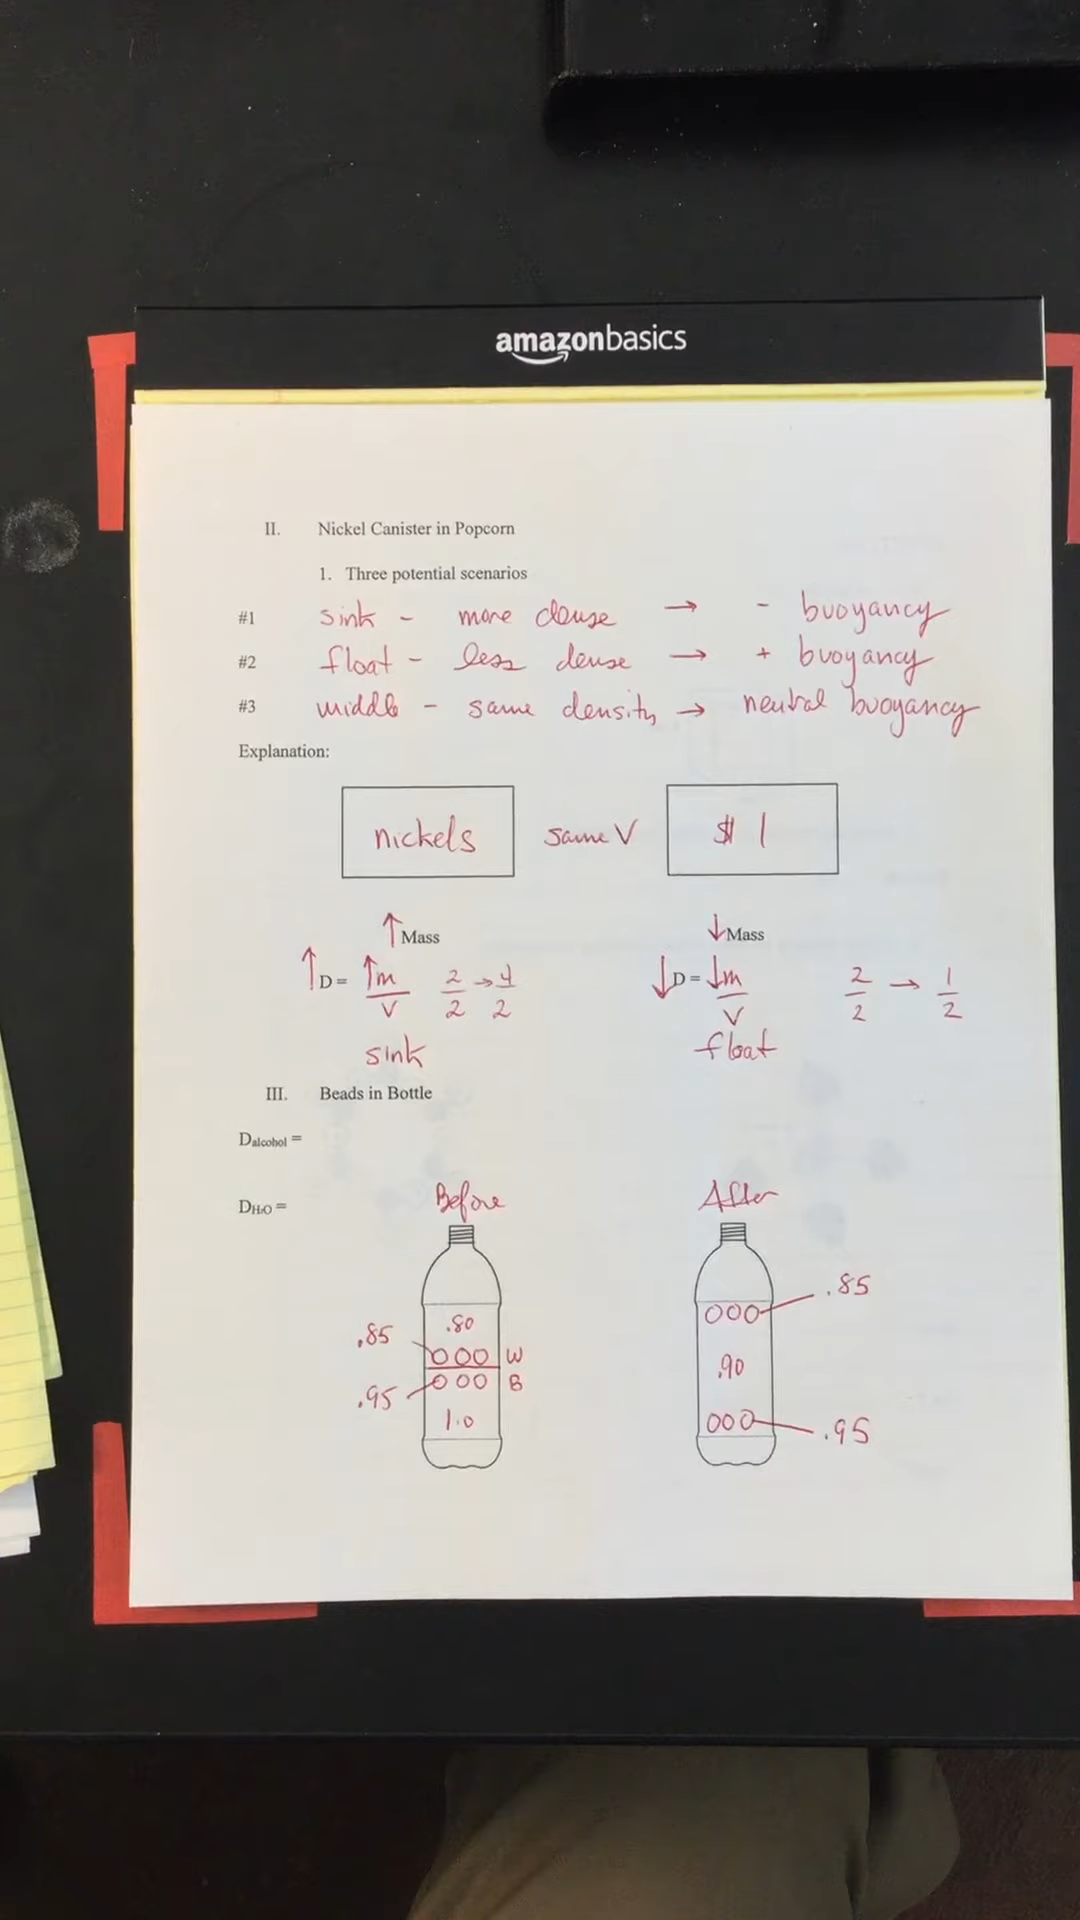 amazonbasics
II. Nickel Canister in Popcorn
1. Three potential scenarios
#1 sink - more dense → - buoyancy
#2 float - less dense → + buoyancy
#3 middle - same density → neutral buoyancy
Explanation:
nickels same V $ 1
↑ Mass ↓ Mass
↑ D = ↑m/V 2/2 → 4/2 ↓ D = ↓m/V 2/2 → 1/2
sink float
III. Beads in Bottle
Dalcohol =
DH₂O = Before After
.80
.85 W
.95 B
1.0
.85
.90
.95